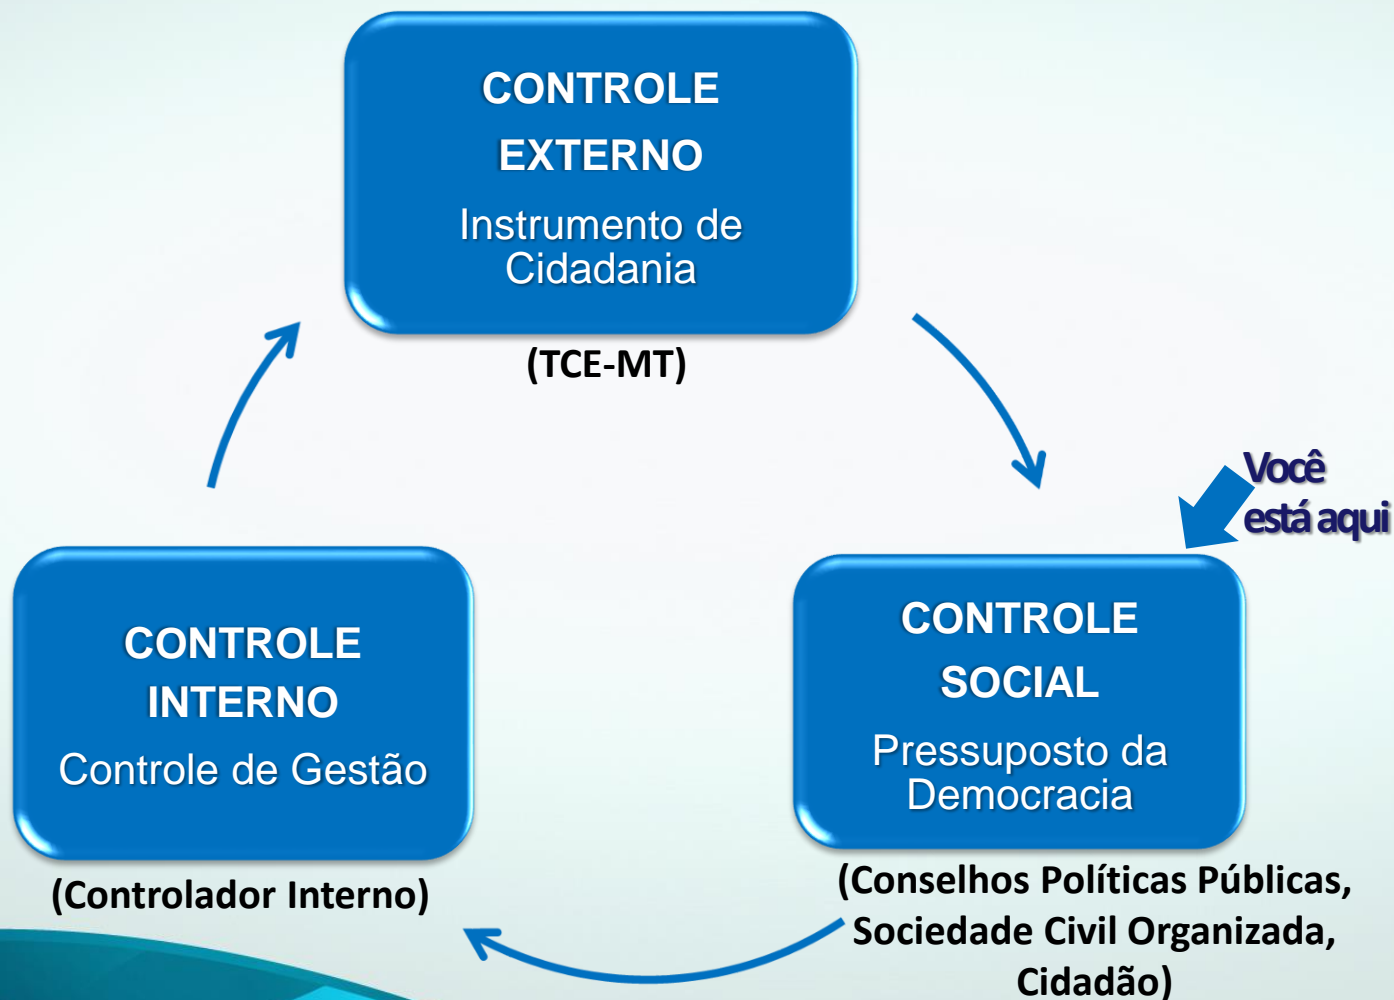 CONTROLE
EXTERNO
Instrumento de
Cidadania
(TCE-MT)
Você
está aqui
CONTROLE
INTERNO
Controle de Gestão
(Controlador Interno)
CONTROLE
SOCIAL
Pressuposto da
Democracia
(Conselhos Políticas Públicas,
Sociedade Civil Organizada,
Cidadão)